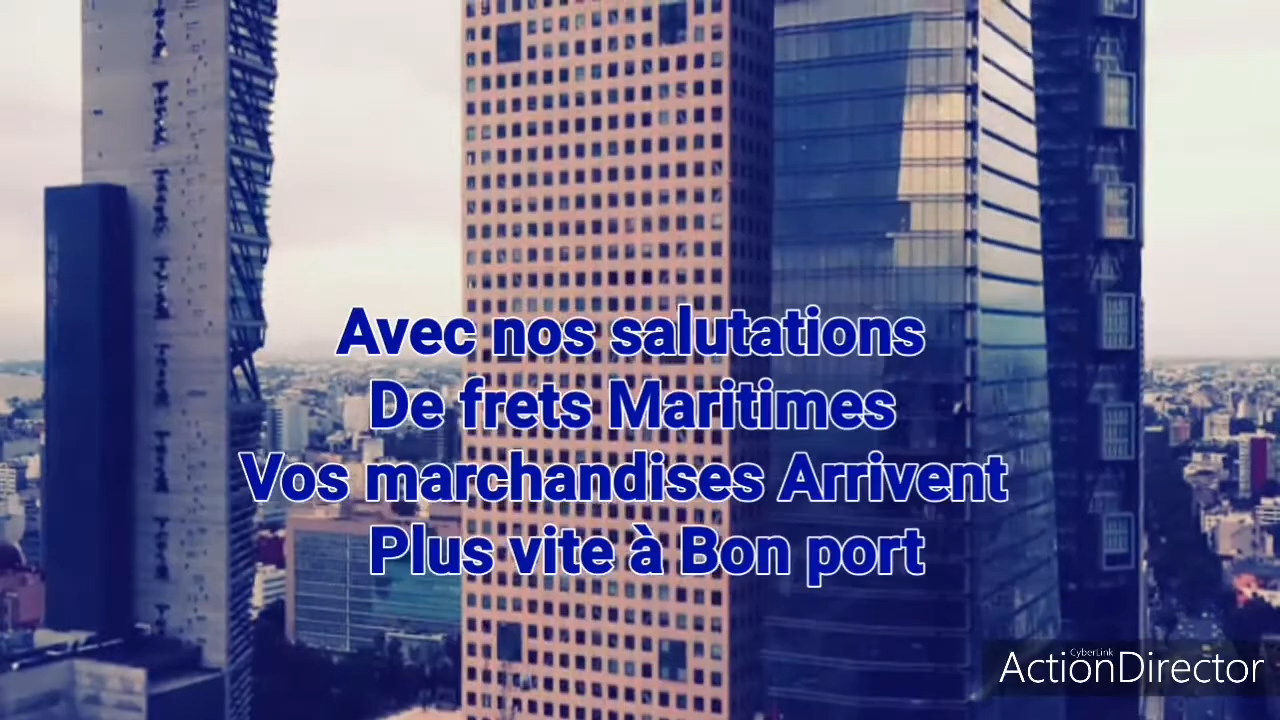 Avec nos salutations
De frets Maritimes
Vos marchandises Arrivent
Plus vite à Bon port
CyberLink
ActionDirector